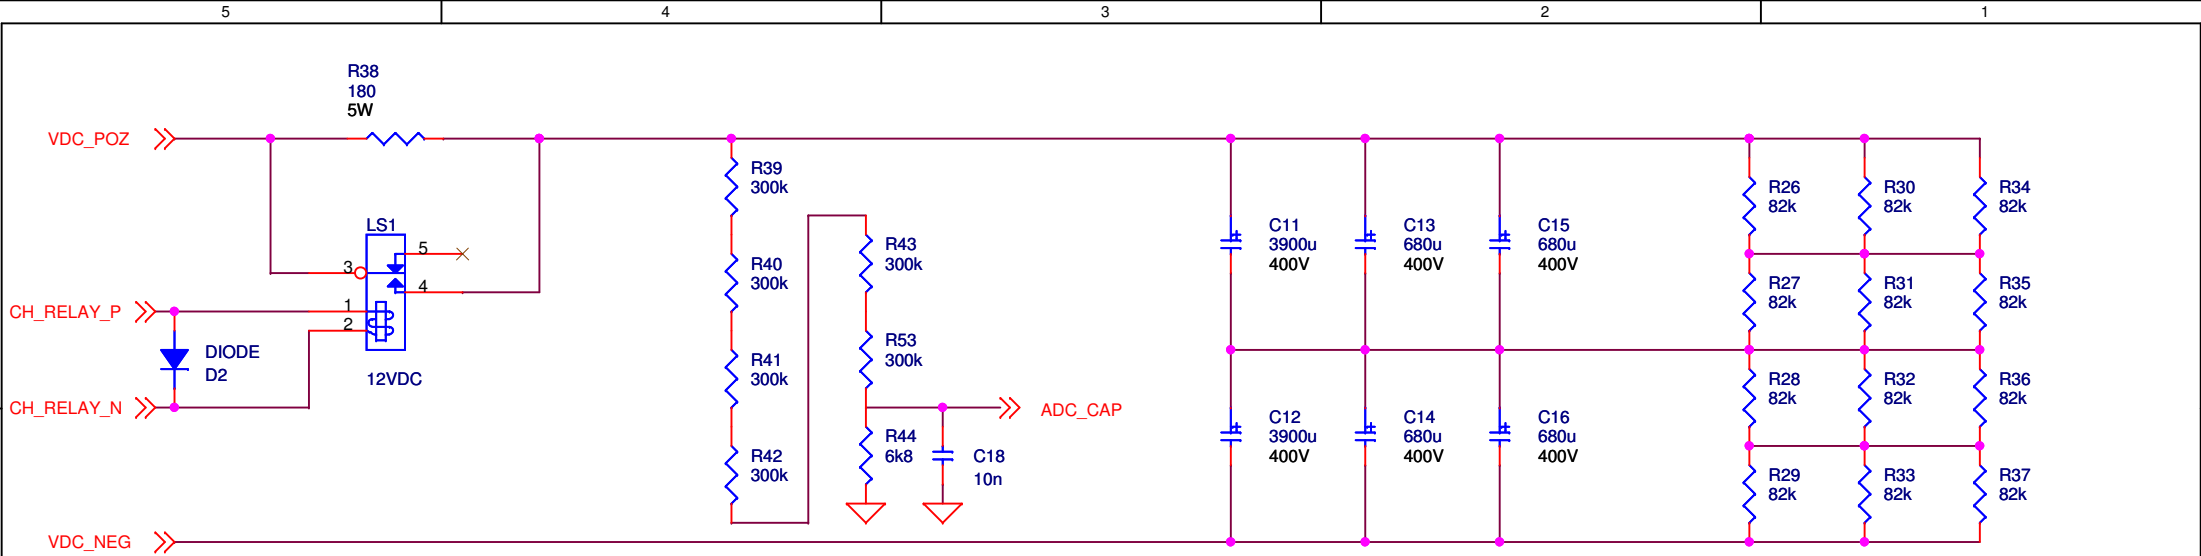 5
4
3
2
1
R38
180
5W
VDC_POZ
LS1
5
3
4
1
2
12VDC
CH_RELAY_P
DIODE
D2
CH_RELAY_N
VDC_NEG
R39
300k
R40
300k
R41
300k
R42
300k
R43
300k
R53
300k
R44
6k8
C18
10n
ADC_CAP
C11
3900u
400V
C13
680u
400V
C15
680u
400V
C12
3900u
400V
C14
680u
400V
C16
680u
400V
R26
82k
R30
82k
R34
82k
R27
82k
R31
82k
R35
82k
R28
82k
R32
82k
R36
82k
R29
82k
R33
82k
R37
82k